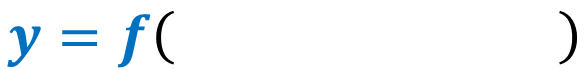 y = f( )